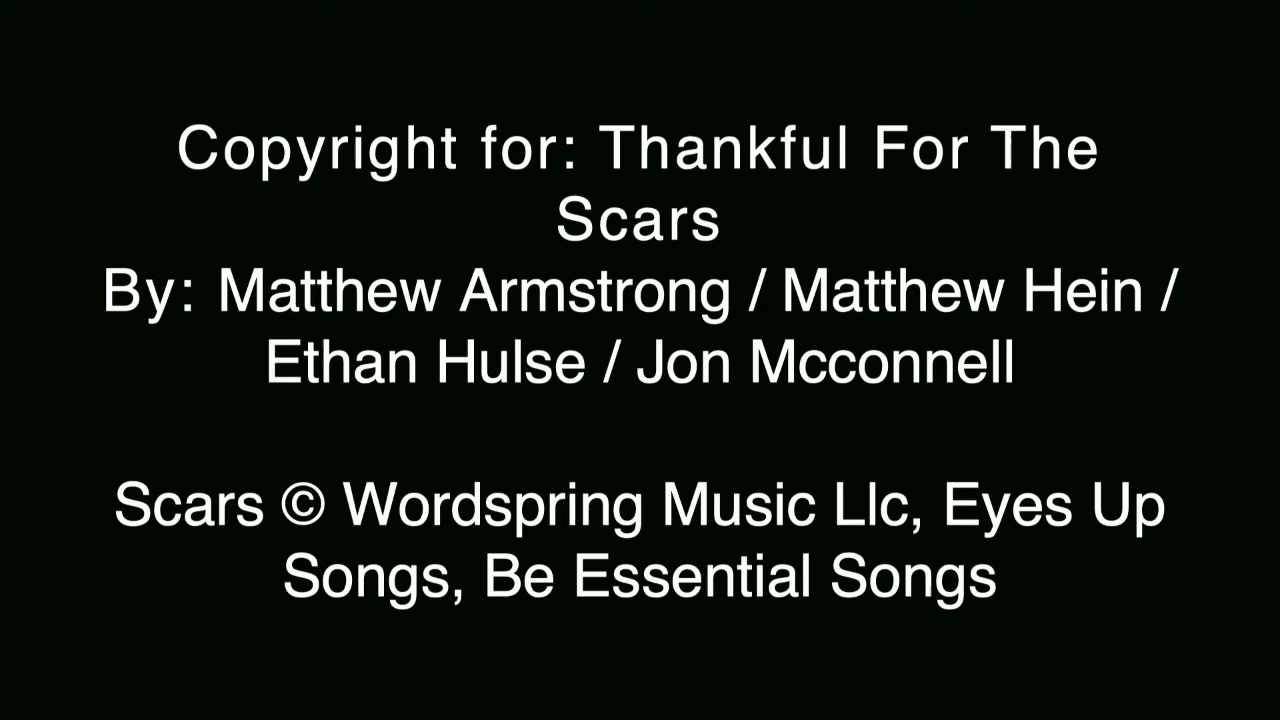 Copyright for: Thankful For The
Scars
By: Matthew Armstrong / Matthew Hein /
Ethan Hulse / Jon Mcconnell
Scars © Wordspring Music Llc, Eyes Up
Songs, Be Essential Songs